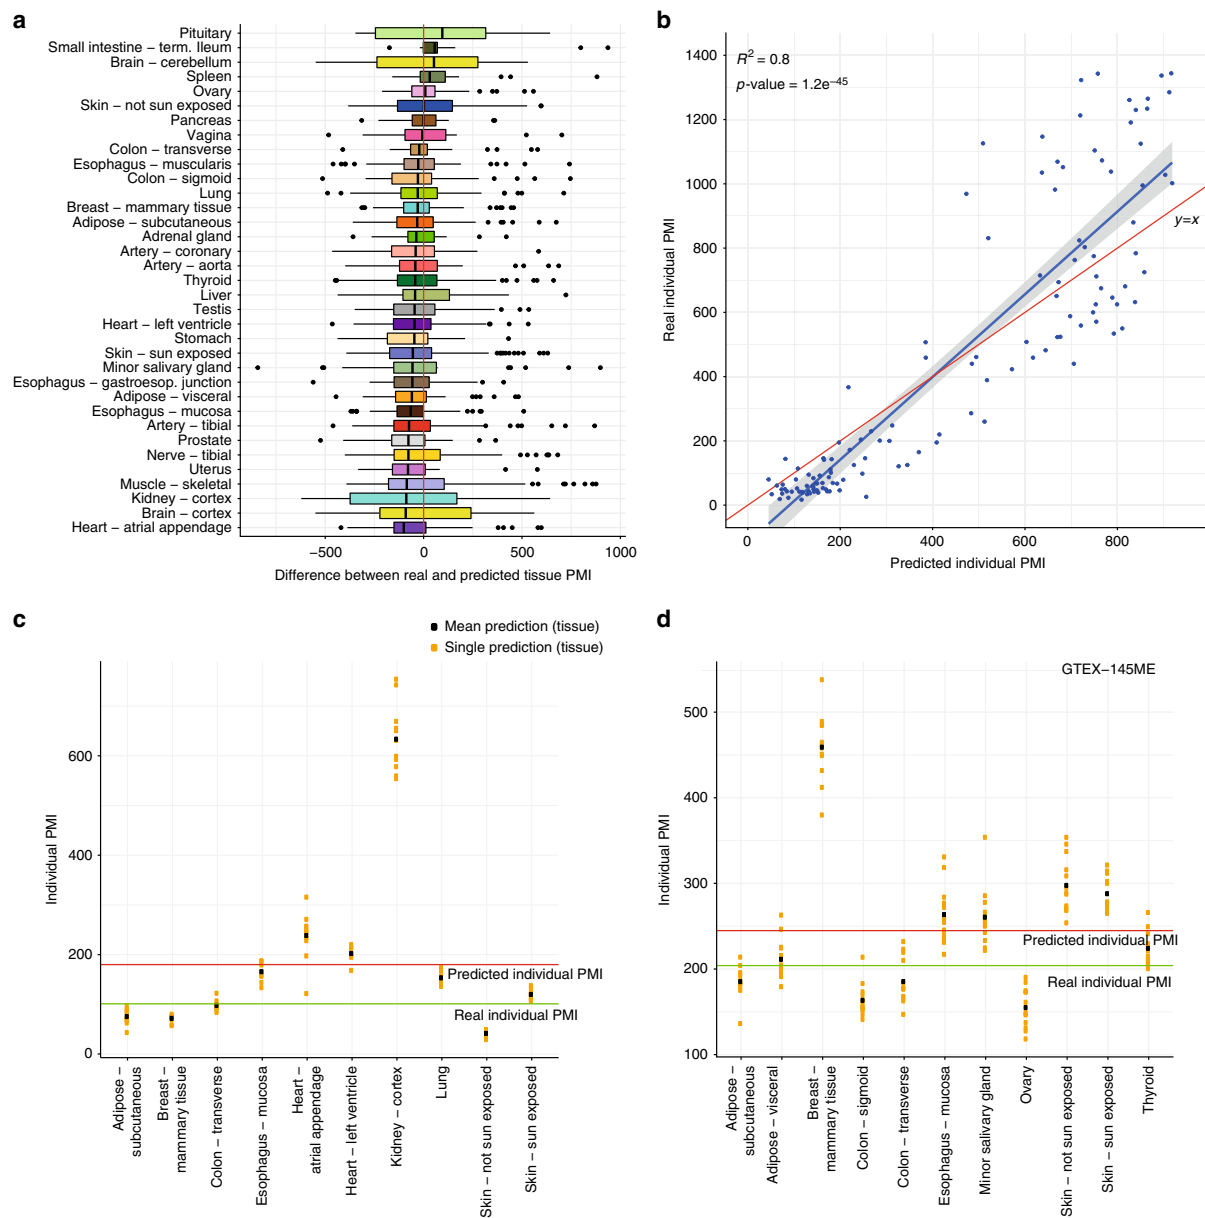 a
Pituitary
Small intestine – term. Ileum
Brain – cerebellum
Spleen
Ovary
Skin – not sun exposed
Pancreas
Vagina
Colon – transverse
Esophagus – muscularis
Colon – sigmoid
Lung
Breast – mammary tissue
Adipose – subcutaneous
Adrenal gland
Artery – coronary
Artery – aorta
Thyroid
Liver
Testis
Heart – left ventricle
Stomach
Skin – sun exposed
Minor salivary gland
Esophagus – gastroesop. junction
Adipose – visceral
Esophagus – mucosa
Artery – tibial
Prostate
Nerve – tibial
Uterus
Muscle – skeletal
Kidney – cortex
Brain – cortex
Heart – atrial appendage
−500 0 500 1000
Difference between real and predicted tissue PMI
b
R² = 0.8
p-value = 1.2e⁻⁴⁵
y=x
1400
1200
1000
800
600
400
200
0
Real individual PMI
0 200 400 600 800
Predicted individual PMI
c
Mean prediction (tissue)
Single prediction (tissue)
600
400
200
0
Individual PMI
Predicted individual PMI
Real individual PMI
Adipose –
subcutaneous
Breast –
mammary tissue
Colon – transverse
Esophagus – mucosa
Heart –
atrial appendage
Heart – left ventricle
Kidney – cortex
Lung
Skin – not sun exposed
Skin – sun exposed
d
GTEX−145ME
500
400
300
200
100
Individual PMI
Predicted individual PMI
Real individual PMI
Adipose –
subcutaneous
Adipose – visceral
Breast –
mammary tissue
Colon – sigmoid
Colon – transverse
Esophagus – mucosa
Minor salivary gland
Ovary
Skin – not sun exposed
Skin – sun exposed
Thyroid